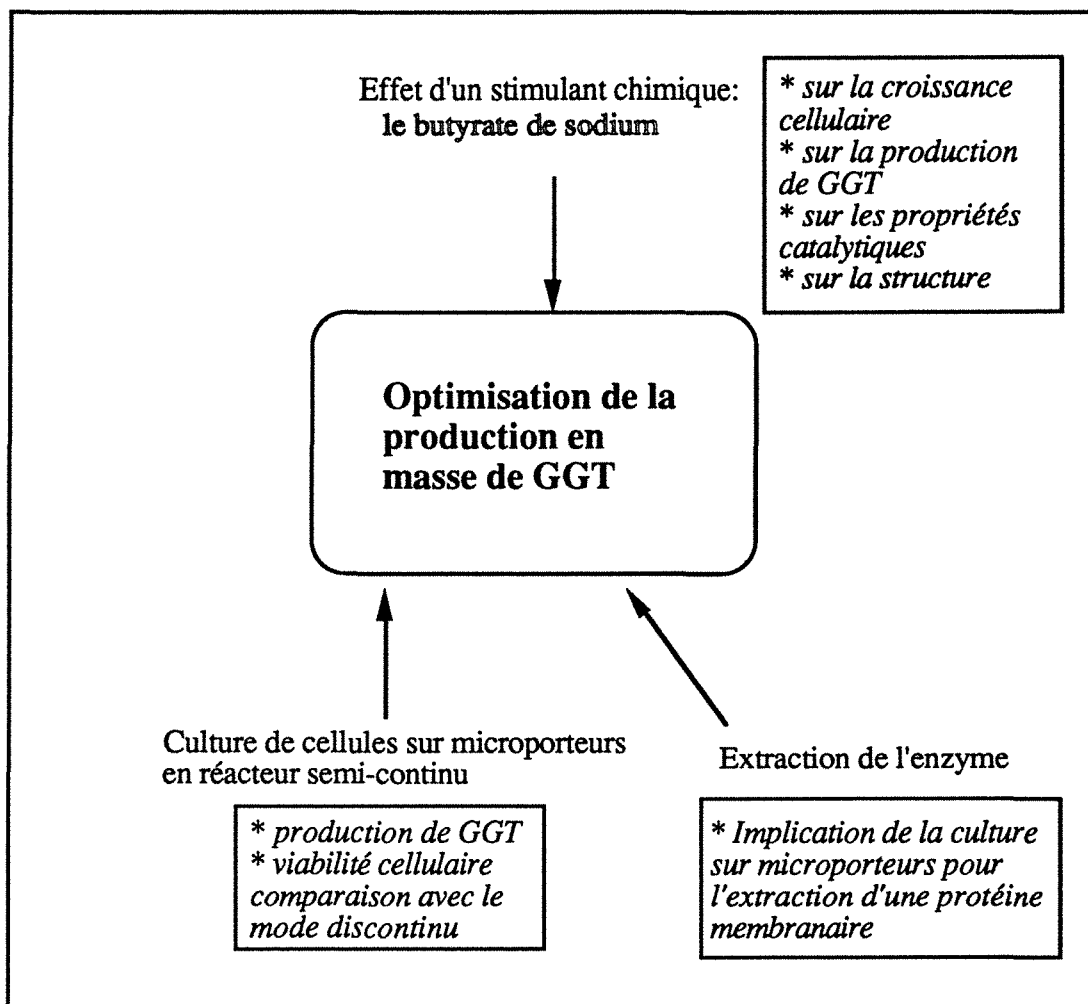 Effet d'un stimulant chimique:
le butyrate de sodium
* sur la croissance
cellulaire
* sur la production
de GGT
* sur les propriétés
catalytiques
* sur la structure
Optimisation de la
production en
masse de GGT
Culture de cellules sur microporteurs
en réacteur semi-continu
* production de GGT
* viabilité cellulaire
comparaison avec le
mode discontinu
Extraction de l'enzyme
* Implication de la culture
sur microporteurs pour
l'extraction d'une protéine
membranaire